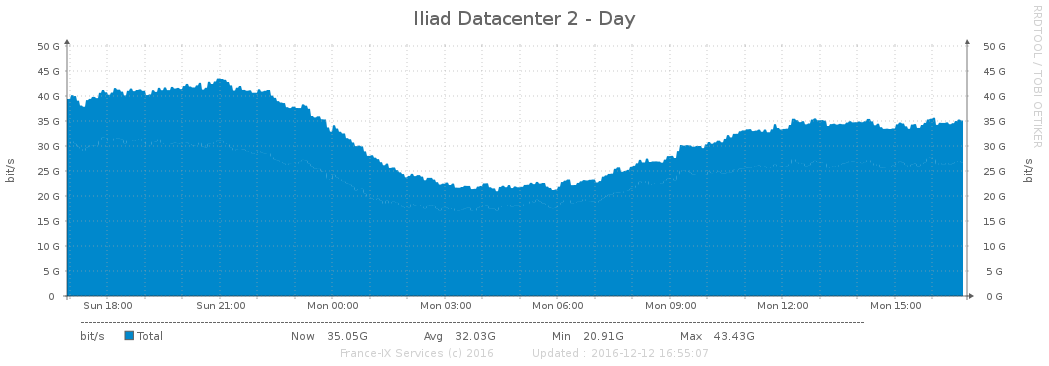 Iliad Datacenter 2 - Day
RRDTOOL / TOBI OETIKER
bit/s
50 G 50 G
45 G 45 G
40 G 40 G
35 G 35 G
30 G 30 G
25 G 25 G
20 G 20 G
15 G 15 G
10 G 10 G
5 G 5 G
0 0 G
bit/s
Sun 18:00 Sun 21:00 Mon 00:00 Mon 03:00 Mon 06:00 Mon 09:00 Mon 12:00 Mon 15:00
bit/s Total Now 35.05G Avg 32.03G Min 20.91G Max 43.43G
France-IX Services (c) 2016 Updated : 2016-12-12 16:55:07